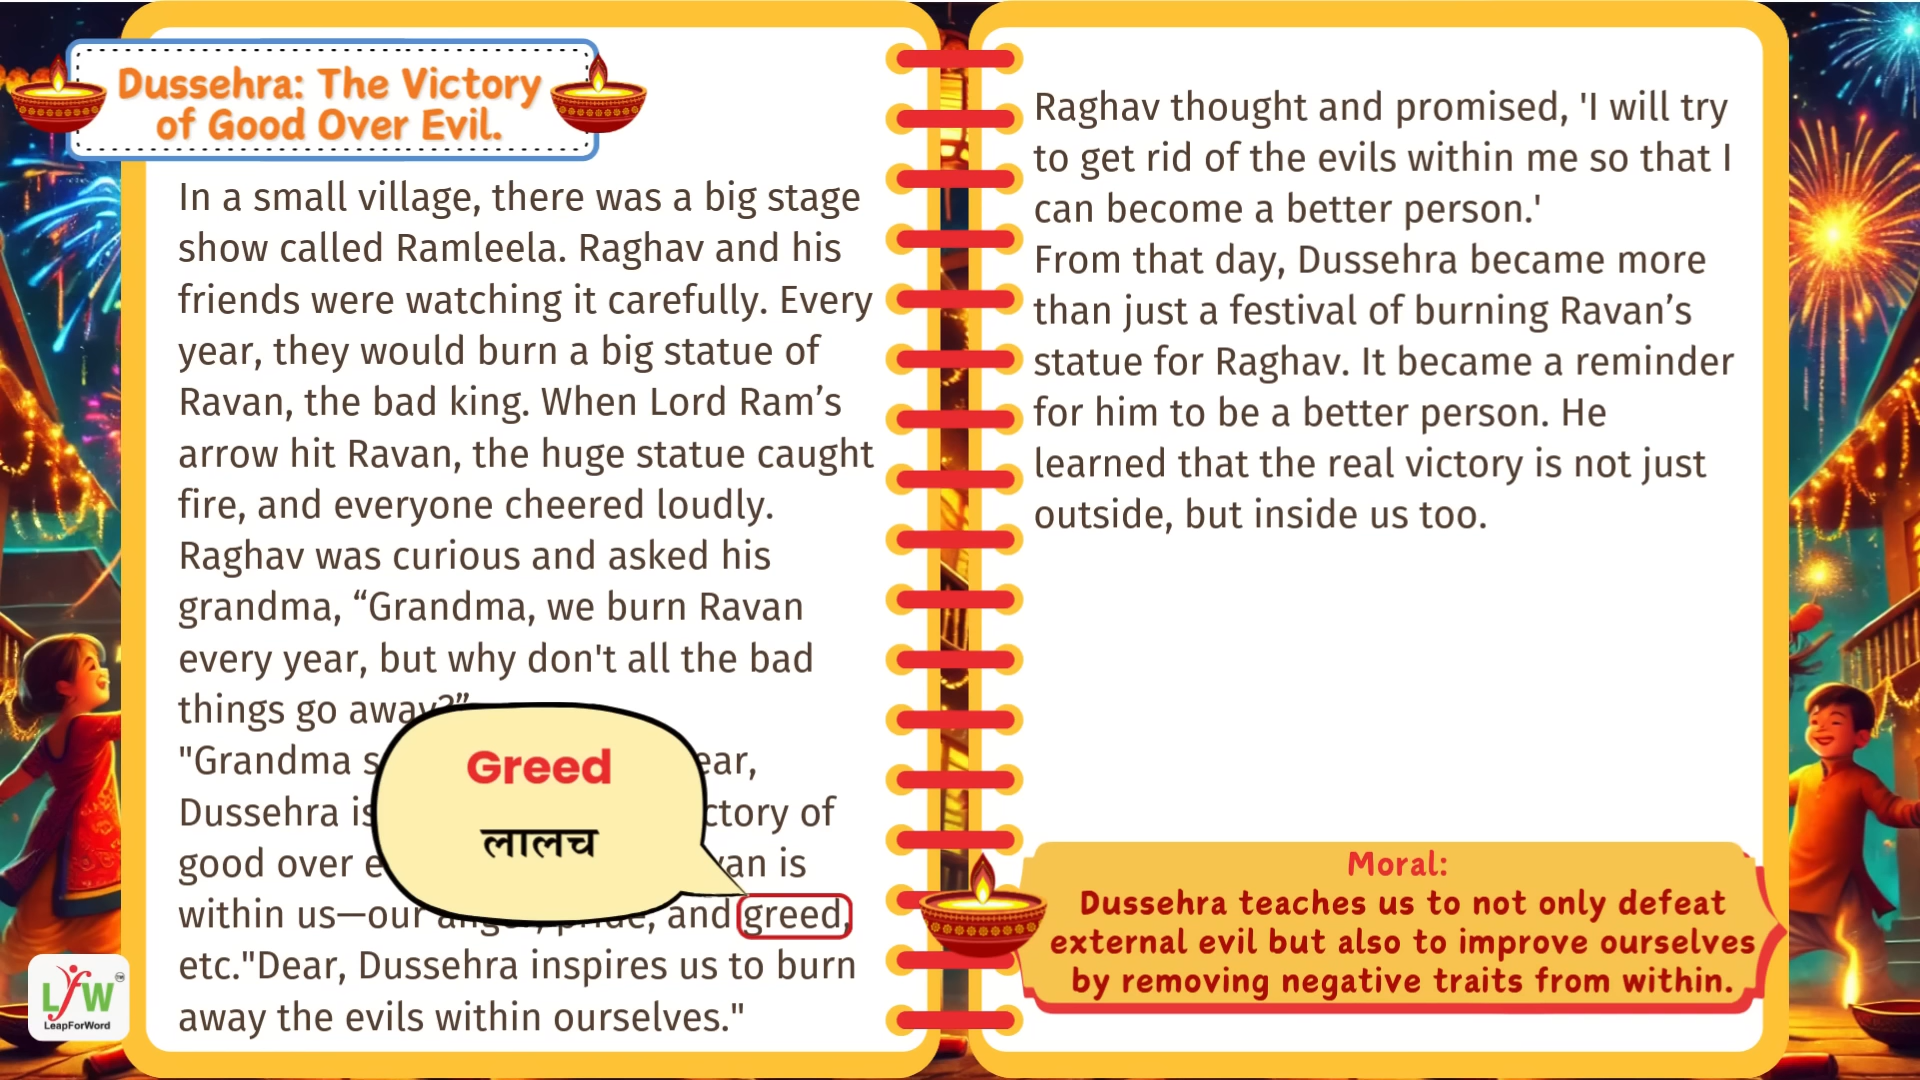 Dussehra: The Victory
of Good Over Evil.
In a small village, there was a big stage
show called Ramleela. Raghav and his
friends were watching it carefully. Every
year, they would burn a big statue of
Ravan, the bad king. When Lord Ram’s
arrow hit Ravan, the huge statue caught
fire, and everyone cheered loudly.
Raghav was curious and asked his
grandma, “Grandma, we burn Ravan
every year, but why don't all the bad
things go away?”
"Grandma
Dussehra of
good over is
within us—our and greed,
etc."Dear, Dussehra inspires us to burn
away the evils within ourselves."
Greed
लालच
LfW
TM
LeapForWord
Raghav thought and promised, 'I will try
to get rid of the evils within me so that I
can become a better person.'
From that day, Dussehra became more
than just a festival of burning Ravan’s
statue for Raghav. It became a reminder
for him to be a better person. He
learned that the real victory is not just
outside, but inside us too.
Moral:
Dussehra teaches us to not only defeat
external evil but also to improve ourselves
by removing negative traits from within.